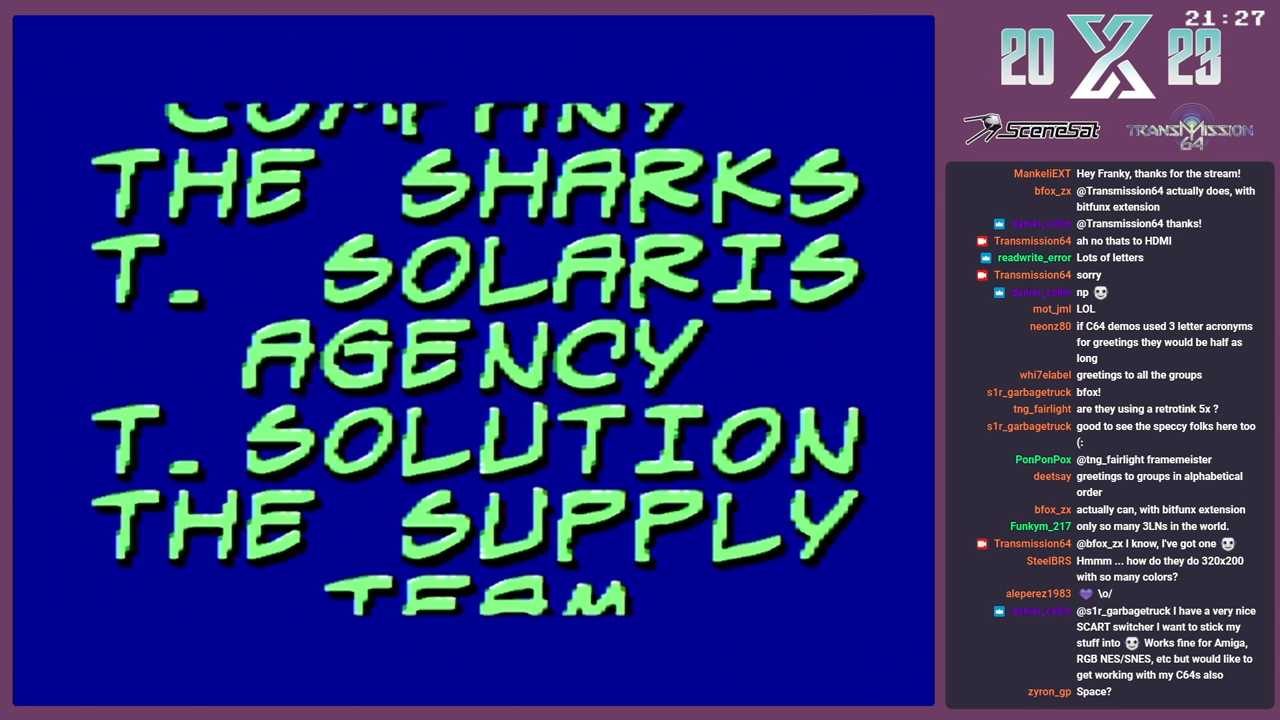 COMPANY
THE SHARKS
T. SOLARIS
AGENCY
T. SOLUTION
THE SUPPLY
TEAM
21:27
20 X 23
SCENESAT
TRANSMISSION
64
MankeliEXT Hey Franky, thanks for the stream!
bfox_zx @Transmission64 actually does, with
bitfunx extension
daniel_collin @Transmission64 thanks!
Transmission64 ah no thats to HDMI
readwrite_error Lots of letters
Transmission64 sorry
daniel_collin np
mot_jml LOL
neonz80 if C64 demos used 3 letter acronyms
for greetings they would be half as
long
whi7elabel greetings to all the groups
s1r_garbagetruck bfox!
tng_fairlight are they using a retrotink 5x ?
s1r_garbagetruck good to see the speccy folks here too
(:
PonPonPox @tng_fairlight framemeister
deetsay greetings to groups in alphabetical
order
bfox_zx actually can, with bitfunx extension
Funkym_217 only so many 3LNs in the world.
Transmission64 @bfox_zx I know, I've got one
SteelBRS Hmmm ... how do they do 320x200
with so many colors?
aleperez1983 \o/
daniel_collin @s1r_garbagetruck I have a very nice
SCART switcher I want to stick my
stuff into Works fine for Amiga,
RGB NES/SNES, etc but would like to
get working with my C64s also
zyron_gp Space?